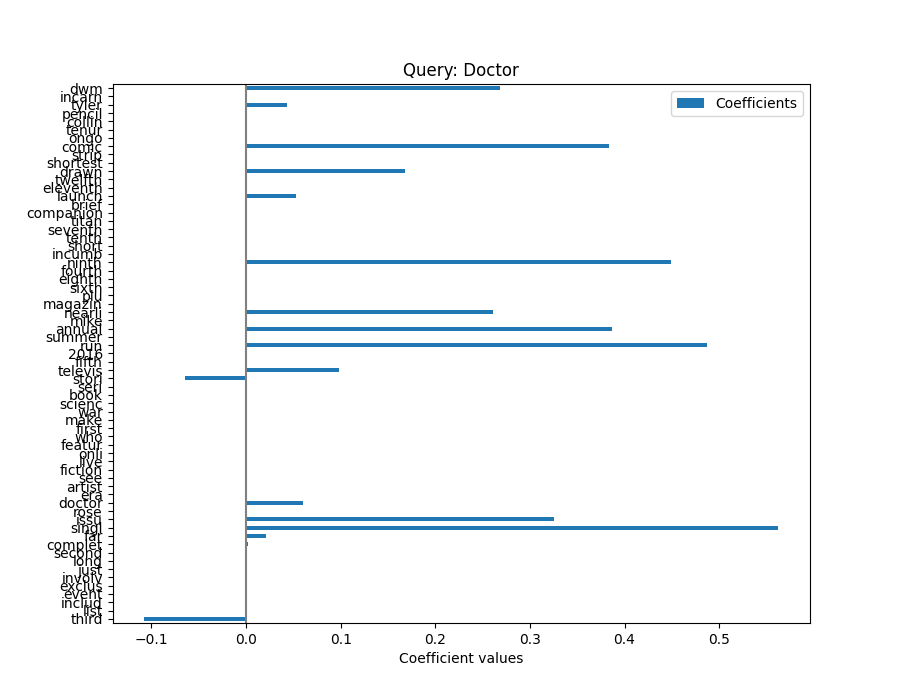 Query: Doctor
Coefficients
dwm
incarn
tyler
pencil
collin
tenur
ongo
comic
strip
shortest
drawn
twelfth
eleventh
launch
brief
companion
titan
seventh
tenth
short
incumb
ninth
fourth
eighth
sixth
plu
magazin
nearli
mike
annual
summer
run
2016
fifth
televis
stori
seri
book
scienc
war
make
first
who
featur
onli
live
fiction
see
artist
era
doctor
rose
issu
singl
far
complet
second
long
just
involv
exclus
event
includ
list
third
−0.1 0.0 0.1 0.2 0.3 0.4 0.5
Coefficient values